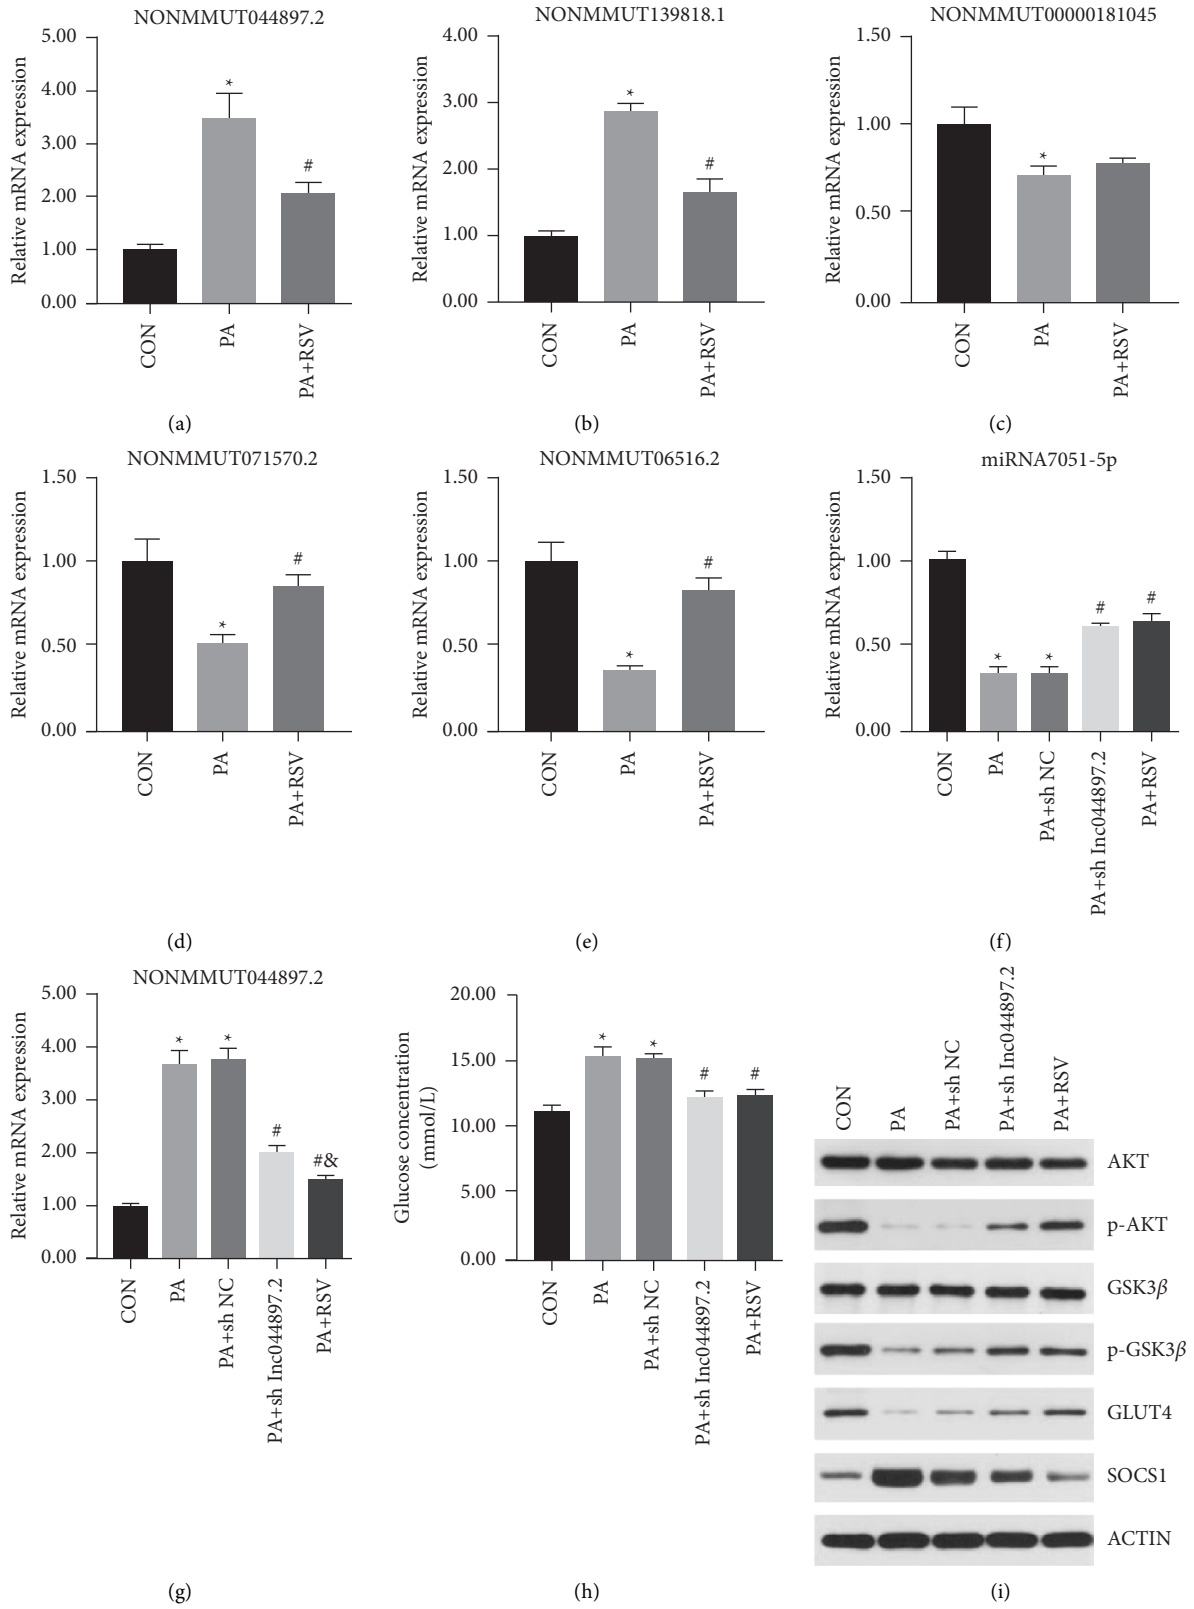 NONMMUT044897.2
Relative mRNA expression
5.00
4.00
3.00
2.00
1.00
0.00
*
#
CON
PA
PA+RSV
(a)
NONMMUT139818.1
Relative mRNA expression
4.00
3.00
2.00
1.00
0.00
*
#
CON
PA
PA+RSV
(b)
NONMMUT00000181045
Relative mRNA expression
1.50
1.00
0.50
0.00
*
CON
PA
PA+RSV
(c)
NONMMUT071570.2
Relative mRNA expression
1.50
1.00
0.50
0.00
*
#
CON
PA
PA+RSV
(d)
NONMMUT06516.2
Relative mRNA expression
1.50
1.00
0.50
0.00
*
#
CON
PA
PA+RSV
(e)
miRNA7051-5p
Relative mRNA expression
1.50
1.00
0.50
0.00
*
*
#
#
CON
PA
PA+sh NC
PA+sh Inc044897.2
PA+RSV
(f)
NONMMUT044897.2
Relative mRNA expression
5.00
4.00
3.00
2.00
1.00
0.00
*
*
#
#&
CON
PA
PA+sh NC
PA+sh Inc044897.2
PA+RSV
(g)
Glucose concentration
(mmol/L)
20.00
15.00
10.00
5.00
0.00
*
*
#
#
CON
PA
PA+sh NC
PA+sh Inc044897.2
PA+RSV
(h)
CON
PA
PA+sh NC
PA+sh Inc044897.2
PA+RSV
AKT
p-AKT
GSK3β
p-GSK3β
GLUT4
SOCS1
ACTIN
(i)